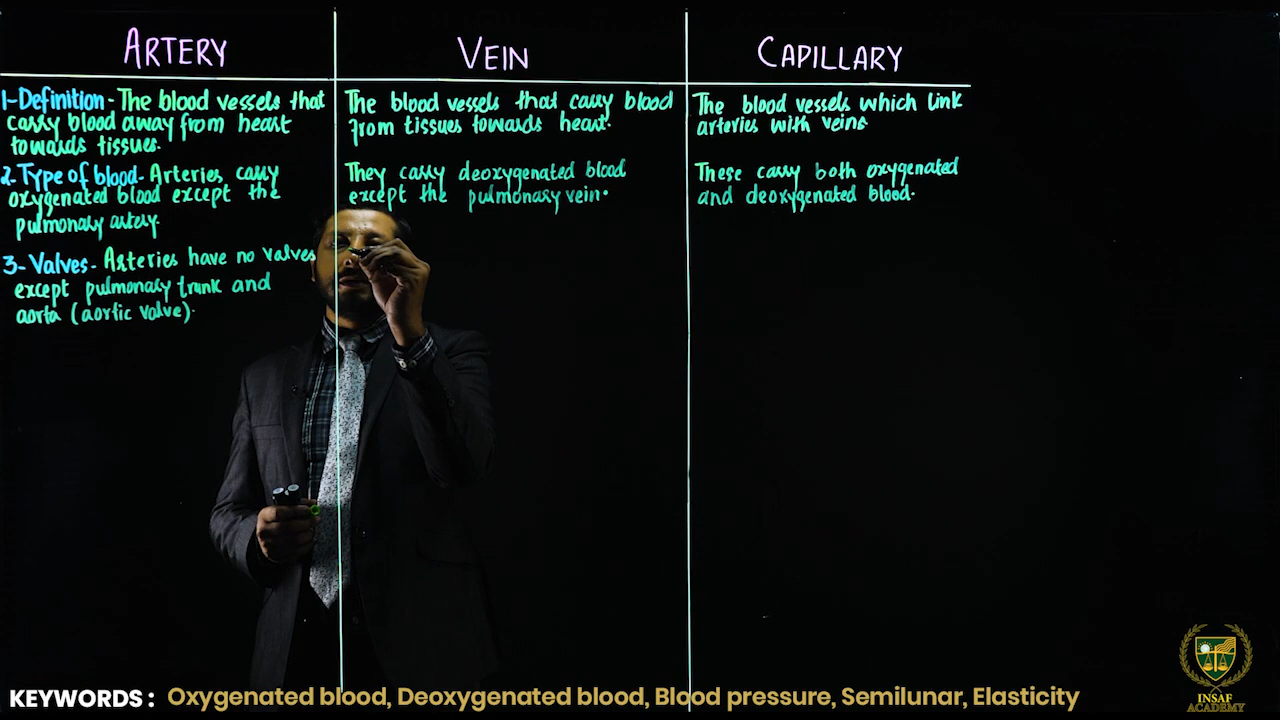 ARTERY
VEIN
CAPILLARY
1-Definition - The blood vessels that
carry blood away from heart
towards tissues.
The blood vessels that carry blood
from tissues towards heart.
The blood vessels which link
arteries with veins
2-Type of blood - Arteries carry
oxygenated blood except the
pulmonary artery.
They carry deoxygenated blood
except the pulmonary vein.
These carry both oxygenated
and deoxygenated blood.
3- Valves - Arteries have no valves
except pulmonary trunk and
aorta (aortic valve).
KEYWORDS : Oxygenated blood, Deoxygenated blood, Blood pressure, Semilunar, Elasticity
INSAF
ACADEMY